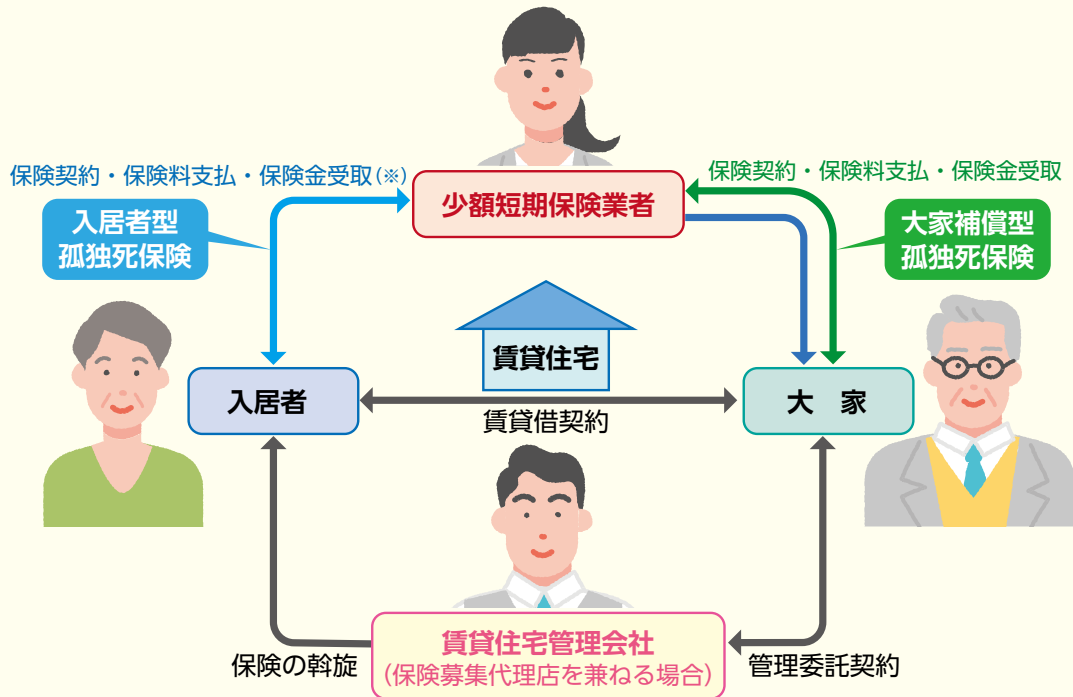 保険契約・保険料支払・保険金受取(※)
保険契約・保険料支払・保険金受取
少額短期保険業者
入居者型
孤独死保険
大家補償型
孤独死保険
賃貸住宅
入居者
大　家
賃貸借契約
賃貸住宅管理会社
(保険募集代理店を兼ねる場合)
保険の斡旋
管理委託契約